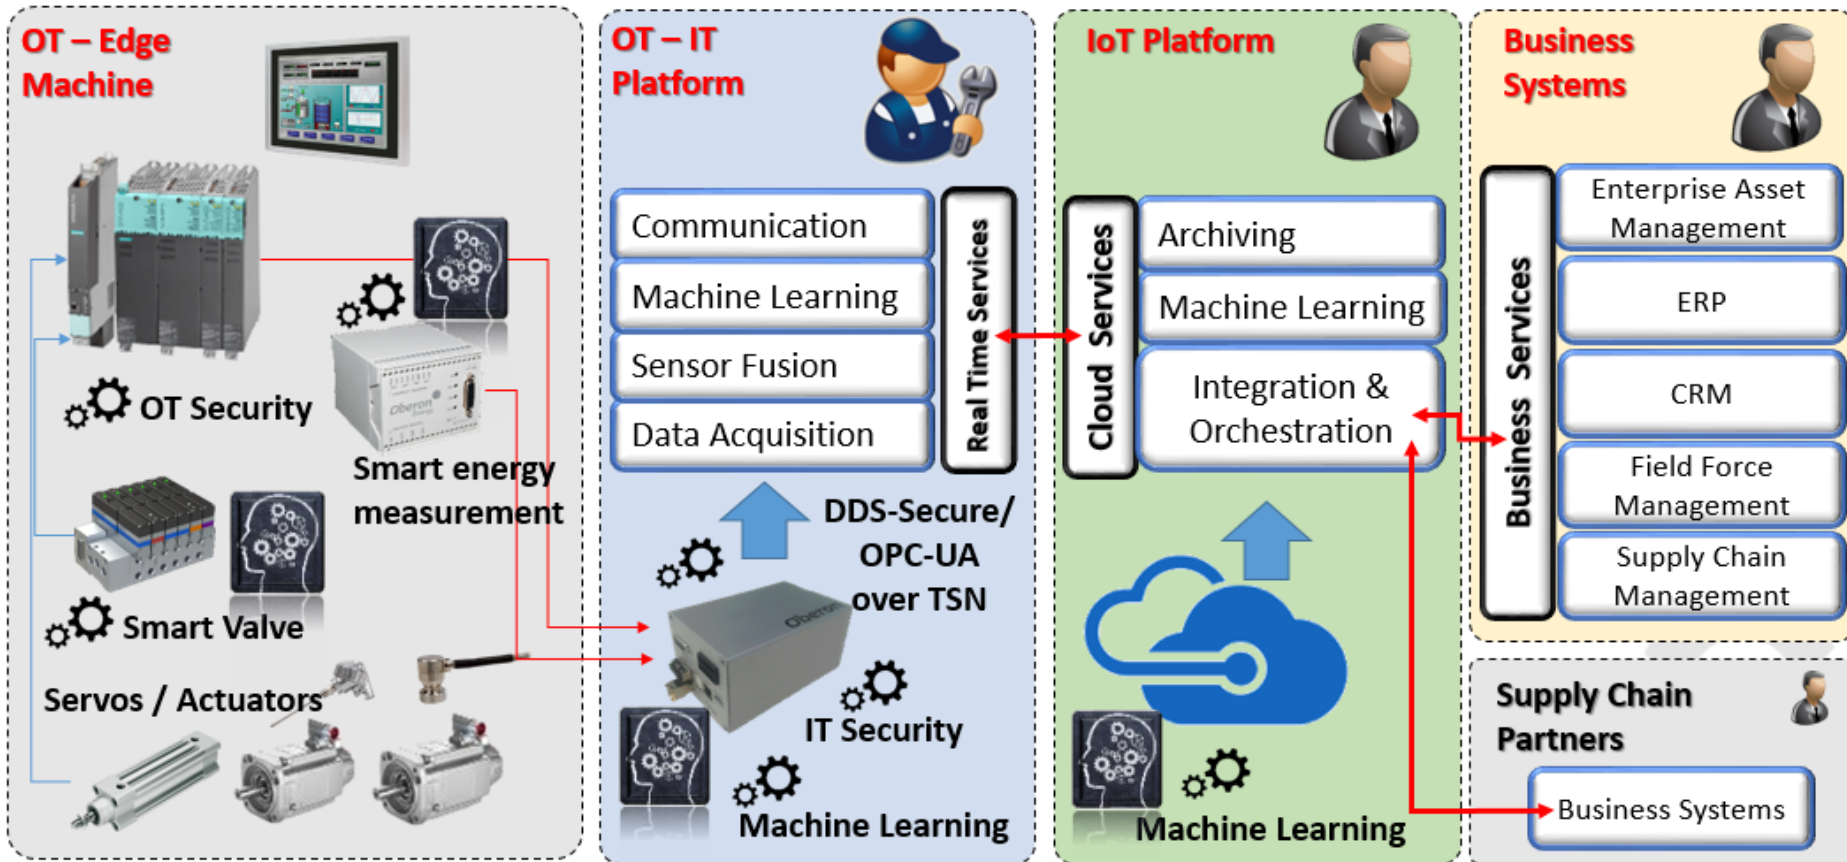 OT – Edge
Machine
OT Security
Smart energy
measurement
Oberon
Energy
Smart Valve
Servos / Actuators
OT – IT
Platform
Communication
Machine Learning
Sensor Fusion
Data Acquisition
Real Time Services
DDS-Secure/
OPC-UA
over TSN
Oberon
IT Security
Machine Learning
IoT Platform
Cloud Services
Archiving
Machine Learning
Integration &
Orchestration
Machine Learning
Business
Systems
Business Services
Enterprise Asset
Management
ERP
CRM
Field Force
Management
Supply Chain
Management
Supply Chain
Partners
Business Systems